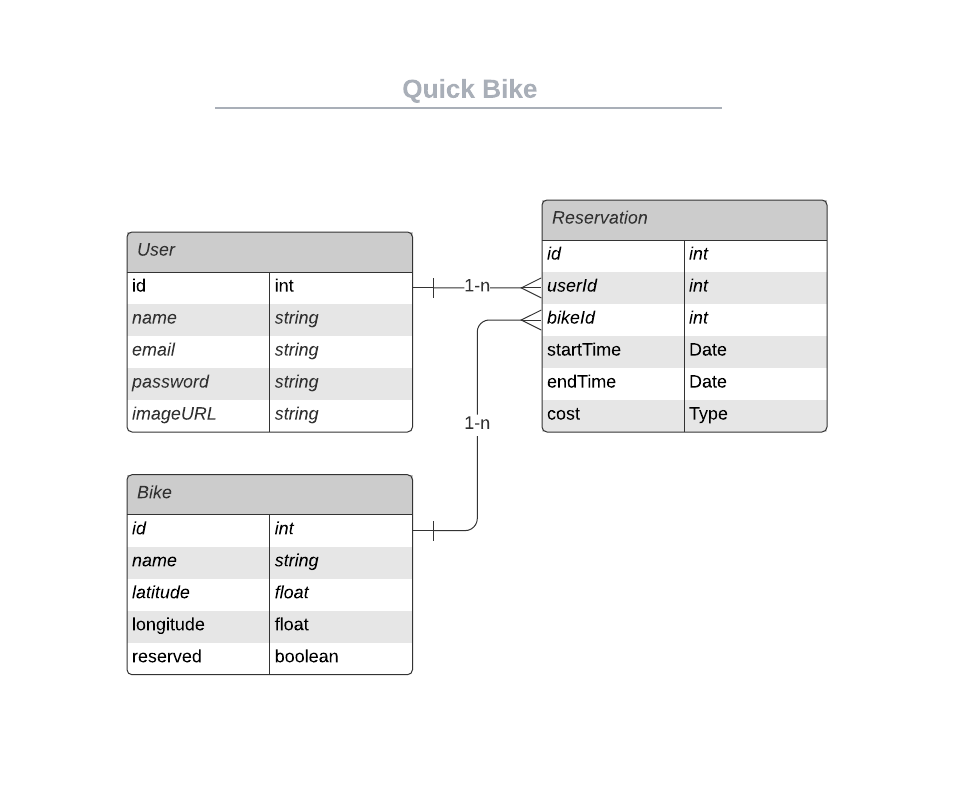 Quick Bike
User
id int
name string
email string
password string
imageURL string
1-n
Reservation
id int
userId int
bikeId int
startTime Date
endTime Date
cost Type
1-n
Bike
id int
name string
latitude float
longitude float
reserved boolean